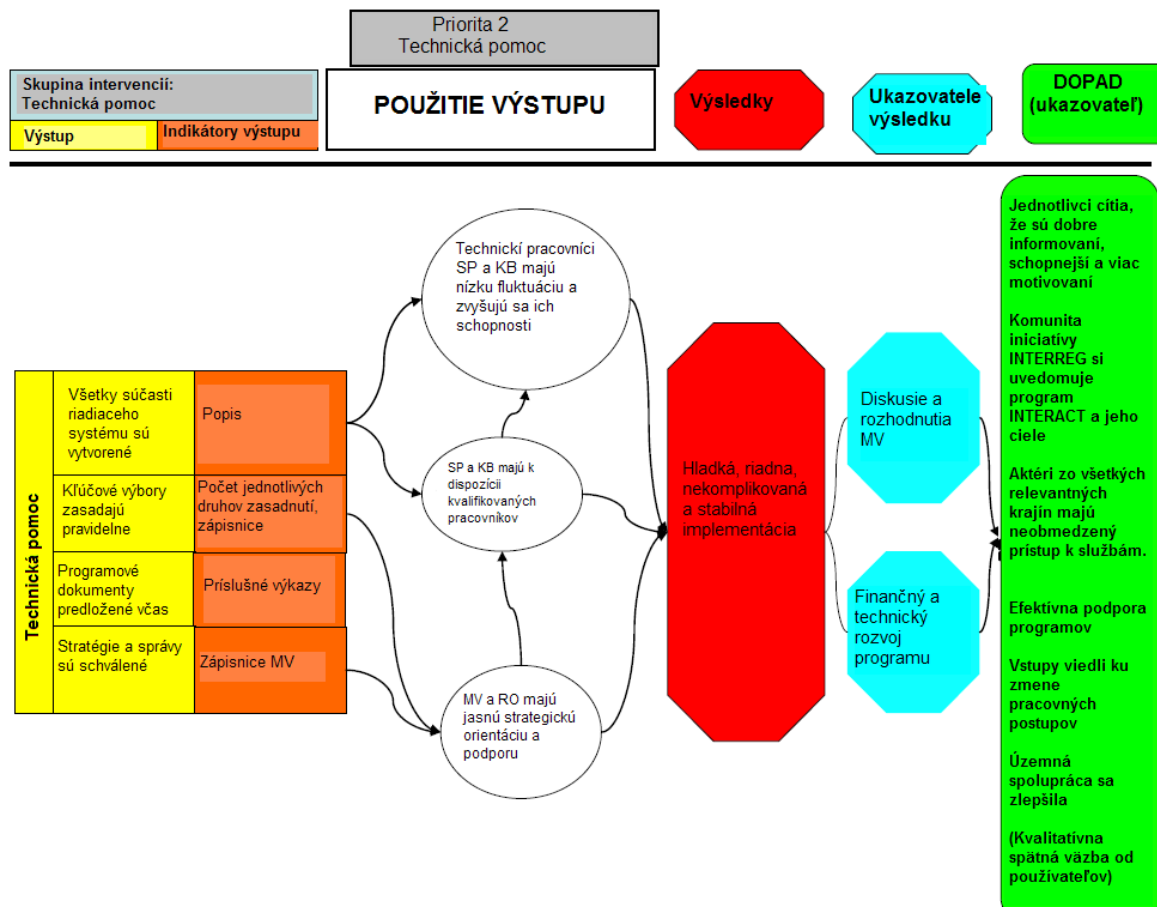 Priorita 2
Technická pomoc
Skupina intervencií:
Technická pomoc
Výstup
Indikátory výstupu
POUŽITIE VÝSTUPU
Výsledky
Ukazovatele
výsledku
DOPAD
(ukazovateľ)
Technická pomoc
Všetky súčasti
riadiaceho
systému sú
vytvorené
Popis
Kľúčové výbory
zasadajú
pravidelne
Počet jednotlivých
druhov zasadnutí,
zápisnice
Programové
dokumenty
predložené včas
Príslušné výkazy
Stratégie a správy
sú schválené
Zápisnice MV
Technickí pracovníci
SP a KB majú
nízku fluktuáciu a
zvyšujú sa ich
schopnosti
SP a KB majú k
dispozícii
kvalifikovaných
pracovníkov
MV a RO majú
jasnú strategickú
orientáciu a
podporu
Hladká, riadna,
nekomplikovaná
a stabilná
implementácia
Diskusie a
rozhodnutia
MV
Finančný a
technický
rozvoj
programu
Jednotlivci cítia,
že sú dobre
informovaní,
schopnejší a viac
motivovaní
Komunita
iniciatívy
INTERREG si
uvedomuje
program
INTERACT a jeho
ciele
Aktéri zo všetkých
relevantných
krajín majú
neobmedzený
prístup k službám.
Efektívna podpora
programov
Vstupy viedli ku
zmene
pracovných
postupov
Územná
spolupráca sa
zlepšila
(Kvalitatívna
spätná väzba od
používateľov)